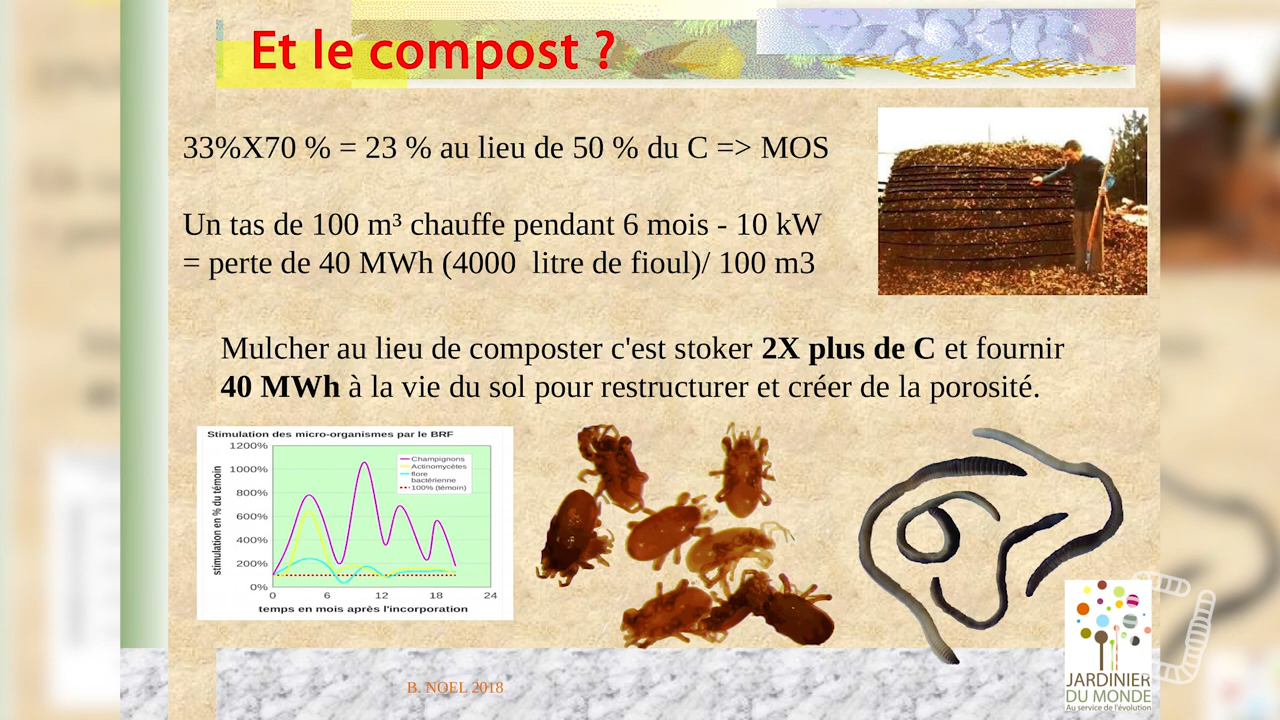 Et le compost ?
33%X70 % = 23 % au lieu de 50 % du C => MOS
Un tas de 100 m³ chauffe pendant 6 mois - 10 kW
= perte de 40 MWh (4000 litre de fioul)/ 100 m3
Mulcher au lieu de composter c'est stoker 2X plus de C et fournir
40 MWh à la vie du sol pour restructurer et créer de la porosité.
Stimulation des micro-organismes par le BRF
1200%
1000%
800%
600%
400%
200%
0%
stimulation en % du témoin
Champignons
Actinomycètes
flore
bactérienne
100% (témoin)
0 6 12 18 24
temps en mois après l'incorporation
B. NOEL 2018
JARDINIER
DU MONDE
Au service de l'évolution